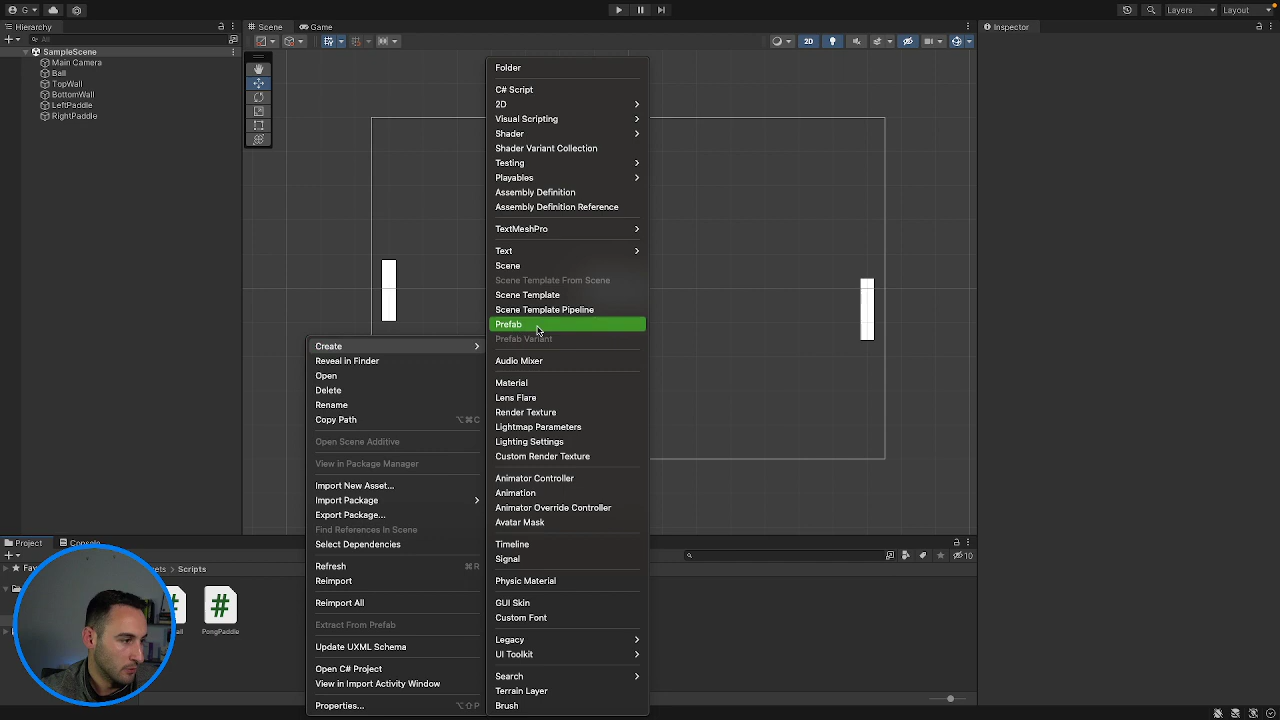 G
Layers
Layout
Hierarchy
Scene
Game
Inspector
All
2D
SampleScene
Main Camera
Ball
TopWall
BottomWall
LeftPaddle
RightPaddle
Folder
C# Script
2D
Visual Scripting
Shader
Shader Variant Collection
Testing
Playables
Assembly Definition
Assembly Definition Reference
TextMeshPro
Text
Scene
Scene Template From Scene
Scene Template
Scene Template Pipeline
Prefab
Prefab Variant
Audio Mixer
Material
Lens Flare
Render Texture
Lightmap Parameters
Lighting Settings
Custom Render Texture
Animator Controller
Animation
Animator Override Controller
Avatar Mask
Timeline
Signal
Physic Material
GUI Skin
Custom Font
Legacy
UI Toolkit
Search
Terrain Layer
Brush
Create
Reveal in Finder
Open
Delete
Rename
Copy Path ⌥⌘C
Open Scene Additive
View in Package Manager
Import New Asset...
Import Package
Export Package...
Find References In Scene
Select Dependencies
Refresh ⌘R
Reimport
Reimport All
Extract From Prefab
Update UXML Schema
Open C# Project
View in Import Activity Window
Properties... ⌥⇧P
Project
Console
10
Scripts
PongPaddle